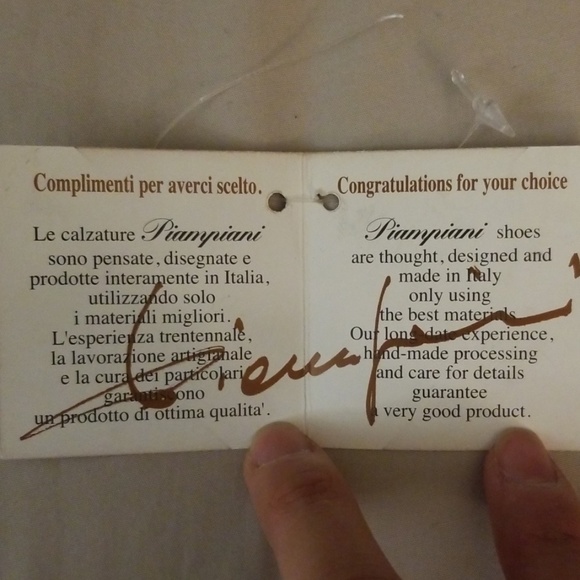 Complimenti per averci scelto.
Le calzature Piampiani
sono pensate, disegnate e
prodotte interamente in Italia,
utilizzando solo
i materiali migliori.
L'esperienza trentennale,
la lavorazione artigianale
e la cura dei particolari
garantiscono
un prodotto di ottima qualita'.
Congratulations for your choice
Piampiani shoes
are thought, designed and
made in Italy
only using
the best materials.
Our long-date experience,
hand-made processing
and care for details
guarantee
a very good product.
Piampiani